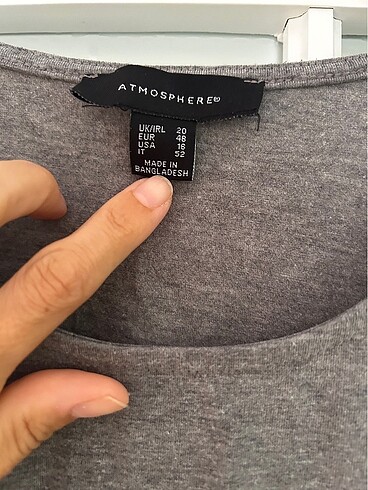 ATMOSPHERE®
UK/IRL 20
EUR 48
USA 16
IT 52
MADE IN
BANGLADESH